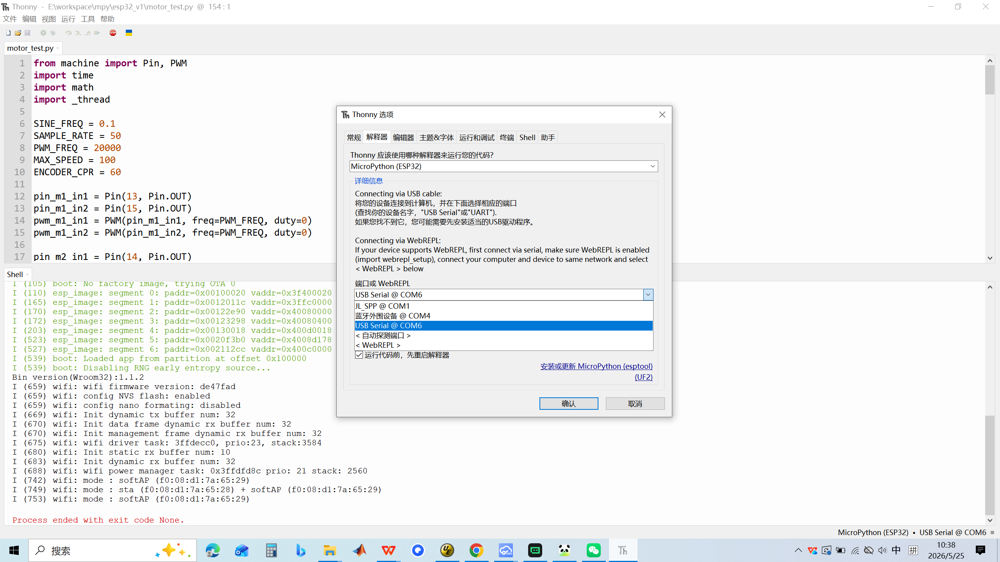 Thonny - E:\workspace\mpy\esp32_v1\motor_test.py @ 154 : 1
文件 编辑 视图 运行 工具 帮助
STOP
motor_test.py ×
1 from machine import Pin, PWM
2 import time
3 import math
4 import _thread
5
6 SINE_FREQ = 0.1
7 SAMPLE_RATE = 50
8 PWM_FREQ = 20000
9 MAX_SPEED = 100
10 ENCODER_CPR = 60
11
12 pin_m1_in1 = Pin(13, Pin.OUT)
13 pin_m1_in2 = Pin(15, Pin.OUT)
14 pwm_m1_in1 = PWM(pin_m1_in1, freq=PWM_FREQ, duty=0)
15 pwm_m1_in2 = PWM(pin_m1_in2, freq=PWM_FREQ, duty=0)
16
17 pin m2 in1 = Pin(14, Pin.OUT)
Shell ×
I (105) boot: No factory image, trying OTA 0
I (110) esp_image: segment 0: paddr=0x00100020 vaddr=0x3f400020
I (165) esp_image: segment 1: paddr=0x0012011c vaddr=0x3ffc0000
I (170) esp_image: segment 2: paddr=0x00122e90 vaddr=0x40080000
I (172) esp_image: segment 3: paddr=0x00123298 vaddr=0x40080400
I (203) esp_image: segment 4: paddr=0x00130018 vaddr=0x400d0018
I (523) esp_image: segment 5: paddr=0x0020f3b0 vaddr=0x4008d178
I (527) esp_image: segment 6: paddr=0x002112cc vaddr=0x400c0000
I (539) boot: Loaded app from partition at offset 0x100000
I (539) boot: Disabling RNG early entropy source...
Bin version(Wroom32):1.1.2
I (659) wifi: wifi firmware version: de47fad
I (659) wifi: config NVS flash: enabled
I (659) wifi: config nano formating: disabled
I (669) wifi: Init dynamic tx buffer num: 32
I (670) wifi: Init data frame dynamic rx buffer num: 32
I (670) wifi: Init management frame dynamic rx buffer num: 32
I (675) wifi: wifi driver task: 3ffdecc0, prio:23, stack:3584
I (680) wifi: Init static rx buffer num: 10
I (683) wifi: Init dynamic rx buffer num: 32
I (688) wifi: wifi power manager task: 0x3ffdfd8c prio: 21 stack: 2560
I (742) wifi: mode : softAP (f0:08:d1:7a:65:29)
I (749) wifi: mode : sta (f0:08:d1:7a:65:28) + softAP (f0:08:d1:7a:65:29)
I (753) wifi: mode : softAP (f0:08:d1:7a:65:29)
Process ended with exit code None.
Thonny 选项
常规 解释器 编辑器 主题&字体 运行和调试 终端 Shell 助手
Thonny 应该使用哪种解释器来运行您的代码？
MicroPython (ESP32)
详细信息
Connecting via USB cable:
将您的设备连接到计算机，并在下面选择相应的端口
(查找你的设备名字，"USB Serial"或"UART").
如果您找不到它，您可能需要先安装适当的USB驱动程序。
Connecting via WebREPL:
If your device supports WebREPL, first connect via serial, make sure WebREPL is enabled
(import webrepl_setup), connect your computer and device to same network and select
< WebREPL > below
端口或 WebREPL
USB Serial @ COM6
JL_SPP @ COM1
蓝牙外围设备 @ COM4
USB Serial @ COM6
< 自动探测端口 >
< WebREPL >
运行代码前，先重启解释器
安装或更新 MicroPython (esptool)
(UF2)
确认 取消
MicroPython (ESP32) • USB Serial @ COM6 ≡
搜索
UE
PRO
中 拼
10:38
2026/5/25